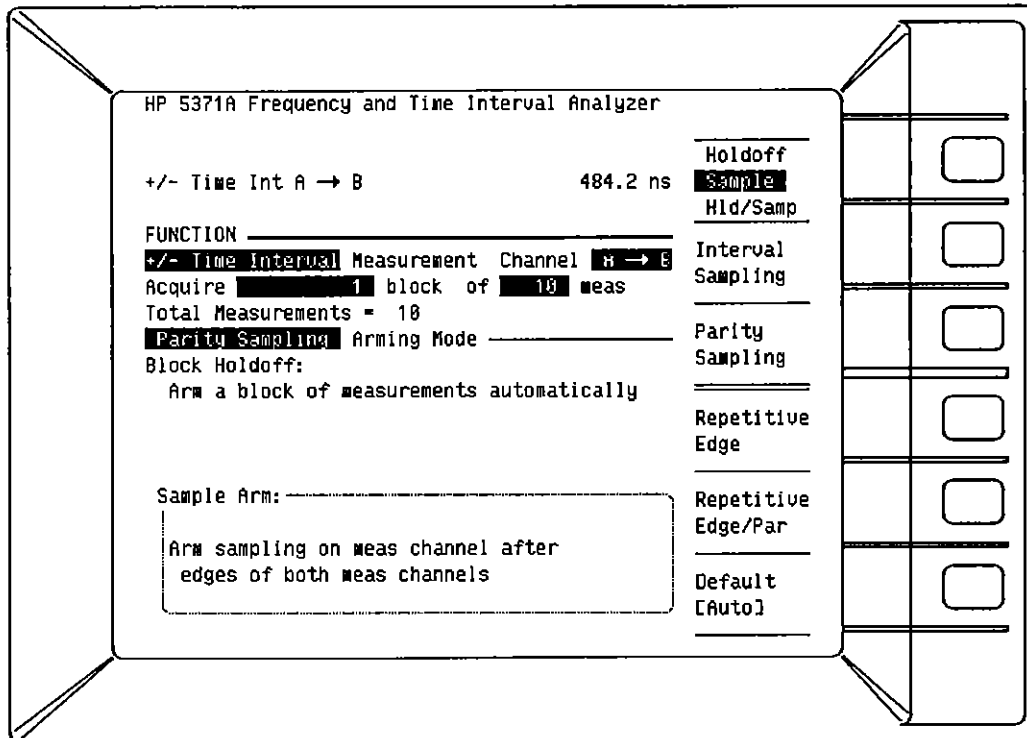 HP 5371A Frequency and Time Interval Analyzer
+/- Time Int A → B 484.2 ns
FUNCTION
+/- Time Interval Measurement Channel A → B
Acquire 1 block of 10 meas
Total Measurements = 10
Parity Sampling Arming Mode
Block Holdoff:
Arm a block of measurements automatically
Sample Arm:
Arm sampling on meas channel after
edges of both meas channels
Holdoff
Sample
Hld/Samp
Interval
Sampling
Parity
Sampling
Repetitive
Edge
Repetitive
Edge/Par
Default
[Auto]